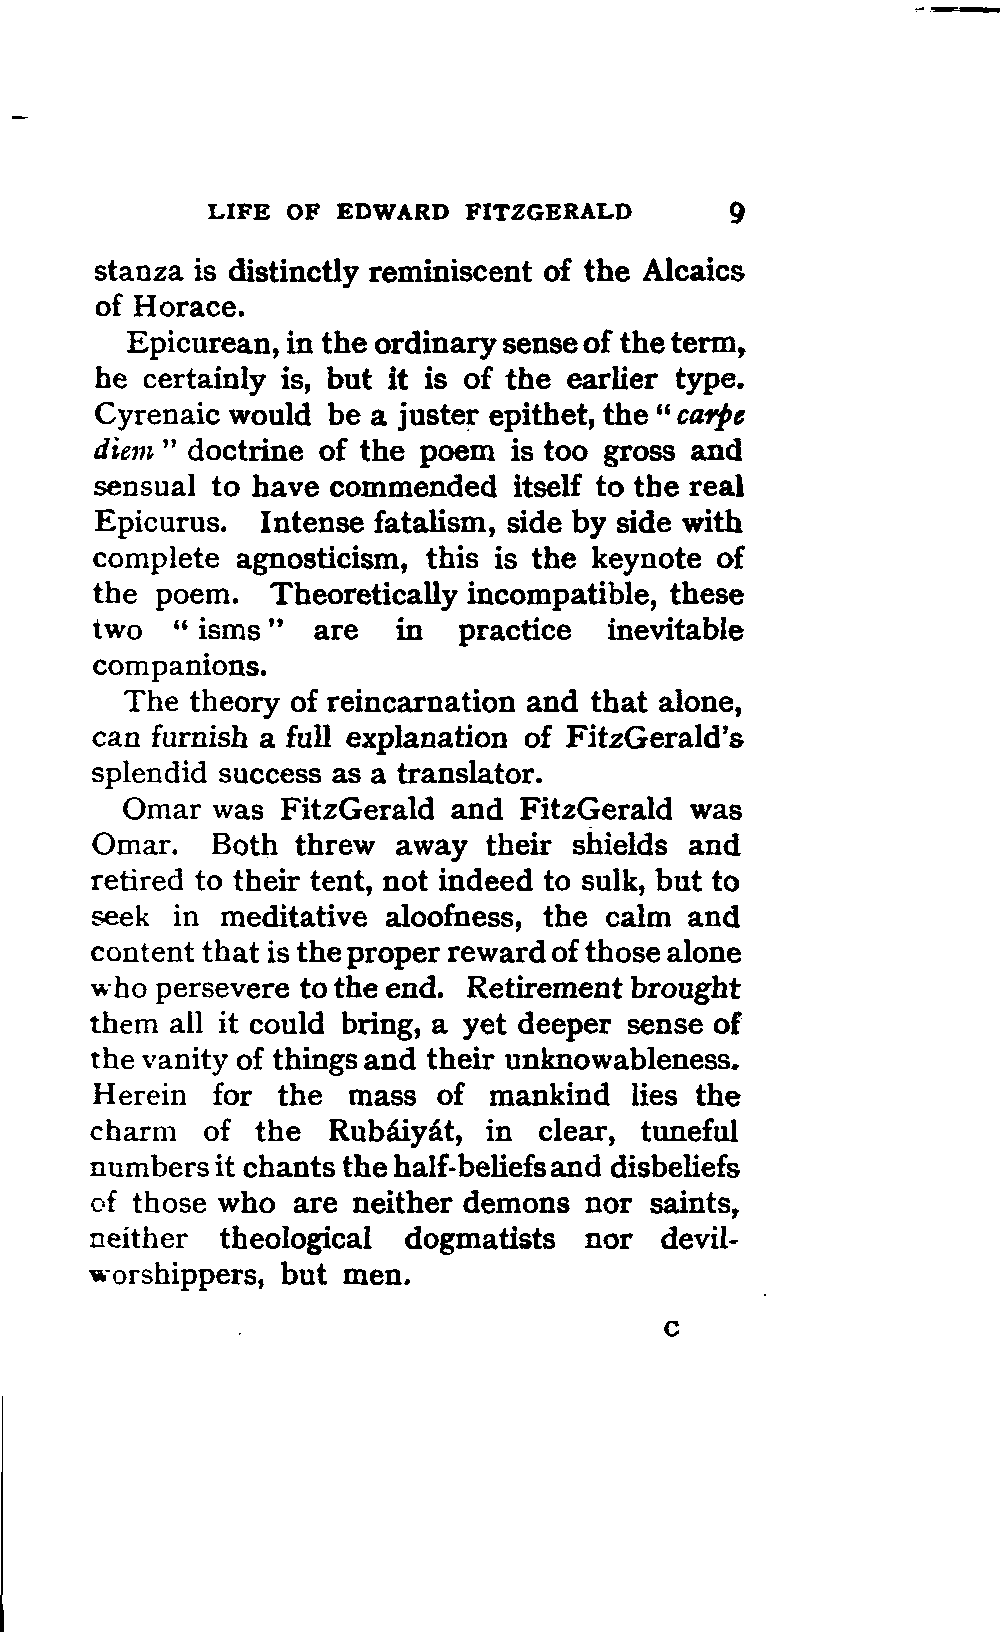 LIFE OF EDWARD FITZGERALD 9
stanza is distinctly reminiscent of the Alcaics
of Horace.
Epicurean, in the ordinary sense of the term,
he certainly is, but it is of the earlier type.
Cyrenaic would be a juster epithet, the “ carpe
diem ” doctrine of the poem is too gross and
sensual to have commended itself to the real
Epicurus. Intense fatalism, side by side with
complete agnosticism, this is the keynote of
the poem. Theoretically incompatible, these
two “ isms ” are in practice inevitable
companions.
The theory of reincarnation and that alone,
can furnish a full explanation of FitzGerald’s
splendid success as a translator.
Omar was FitzGerald and FitzGerald was
Omar. Both threw away their shields and
retired to their tent, not indeed to sulk, but to
seek in meditative aloofness, the calm and
content that is the proper reward of those alone
who persevere to the end. Retirement brought
them all it could bring, a yet deeper sense of
the vanity of things and their unknowableness.
Herein for the mass of mankind lies the
charm of the Rubáiyát, in clear, tuneful
numbers it chants the half-beliefs and disbeliefs
of those who are neither demons nor saints,
neither theological dogmatists nor devil-
worshippers, but men.
C